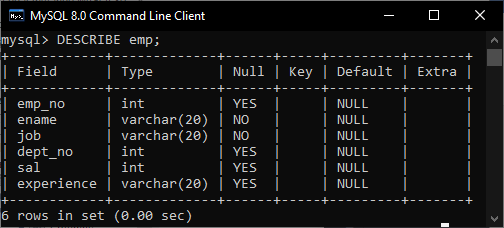 MySQL 8.0 Command Line Client
mysql> DESCRIBE emp;
+------------+-------------+------+-----+---------+-------+
| Field      | Type        | Null | Key | Default | Extra |
+------------+-------------+------+-----+---------+-------+
| emp_no     | int         | YES  |     | NULL    |       |
| ename      | varchar(20) | NO   |     | NULL    |       |
| job        | varchar(20) | NO   |     | NULL    |       |
| dept_no    | int         | YES  |     | NULL    |       |
| sal        | int         | YES  |     | NULL    |       |
| experience | varchar(20) | YES  |     | NULL    |       |
+------------+-------------+------+-----+---------+-------+
6 rows in set (0.00 sec)